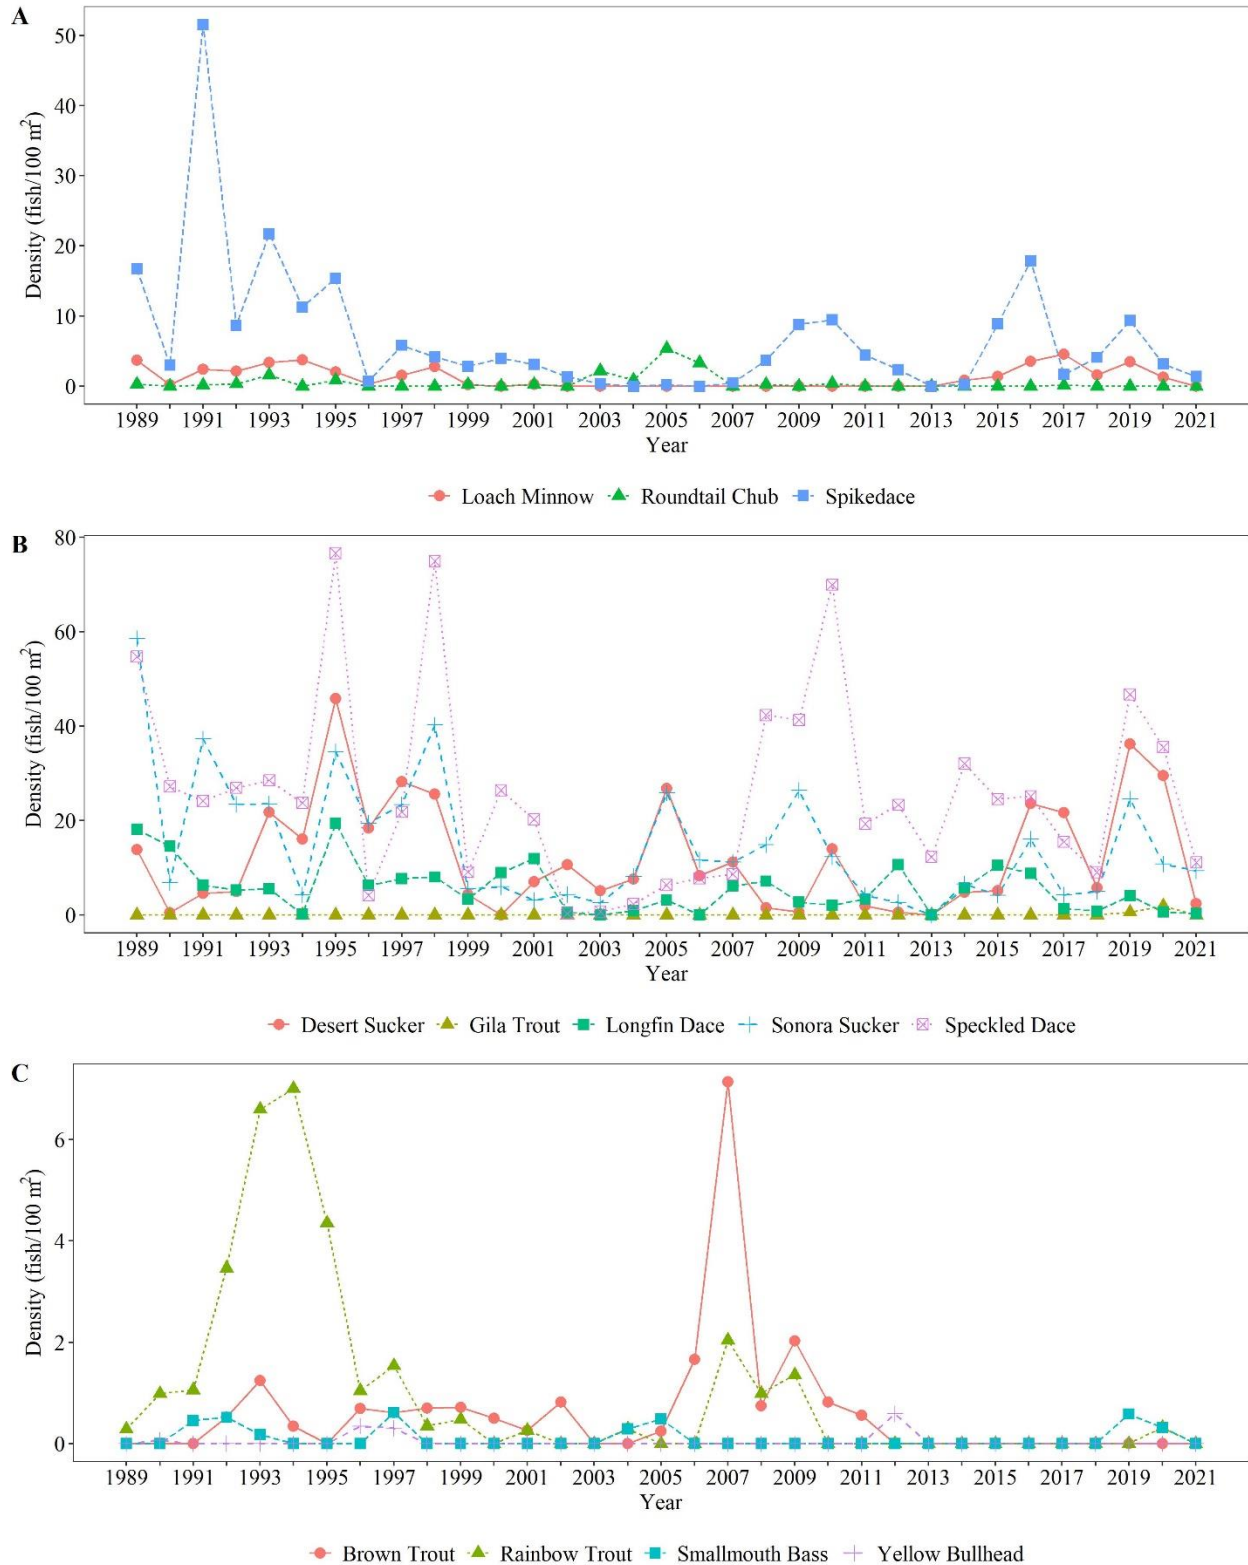 A
Density (fish/100 m²)
50
40
30
20
10
0
1989 1991 1993 1995 1997 1999 2001 2003 2005 2007 2009 2011 2013 2015 2017 2019 2021
Year
Loach Minnow Roundtail Chub Spikedace
B
Density (fish/100 m²)
80
60
40
20
0
1989 1991 1993 1995 1997 1999 2001 2003 2005 2007 2009 2011 2013 2015 2017 2019 2021
Year
Desert Sucker Gila Trout Longfin Dace Sonora Sucker Speckled Dace
C
Density (fish/100 m²)
6
4
2
0
1989 1991 1993 1995 1997 1999 2001 2003 2005 2007 2009 2011 2013 2015 2017 2019 2021
Year
Brown Trout Rainbow Trout Smallmouth Bass Yellow Bullhead